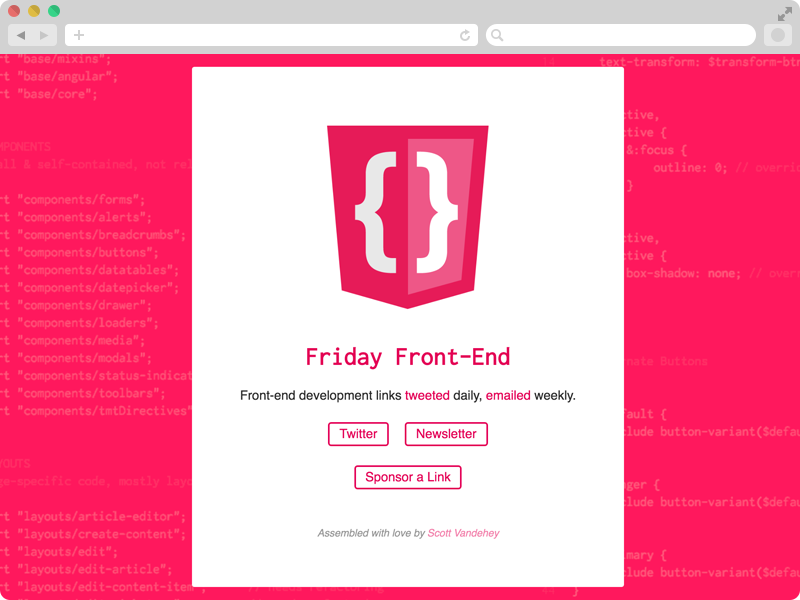 rt "base/mixins";
rt "base/angular";
rt "base/core";
MPONENTS
all & self-contained, not rel
rt "components/forms";
rt "components/alerts";
rt "components/breadcrumbs";
rt "components/buttons";
rt "components/datatables";
rt "components/datepicker";
rt "components/drawer";
rt "components/loaders";
rt "components/media";
rt "components/modals";
rt "components/status-indicat
rt "components/toolbars";
rt "components/tmtDirectives"
YOUTS
ge-specific code, mostly layo
rt "layouts/article-editor";
rt "layouts/create-content";
rt "layouts/edit";
rt "layouts/edit-article";
rt "layouts/edit-content-item"; // needs refactoring
{ }
Friday Front-End
Front-end development links tweeted daily, emailed weekly.
Twitter
Newsletter
Sponsor a Link
Assembled with love by Scott Vandehey
text-transform: $transform-btn
ctive,
ctive {
&:focus {
outline: 0; // overri
}
ctive,
ctive {
box-shadow: none; // over
nate Buttons
fault {
clude button-variant($defau
nger {
clude button-variant($defau
imary {
clude button-variant($defau
}